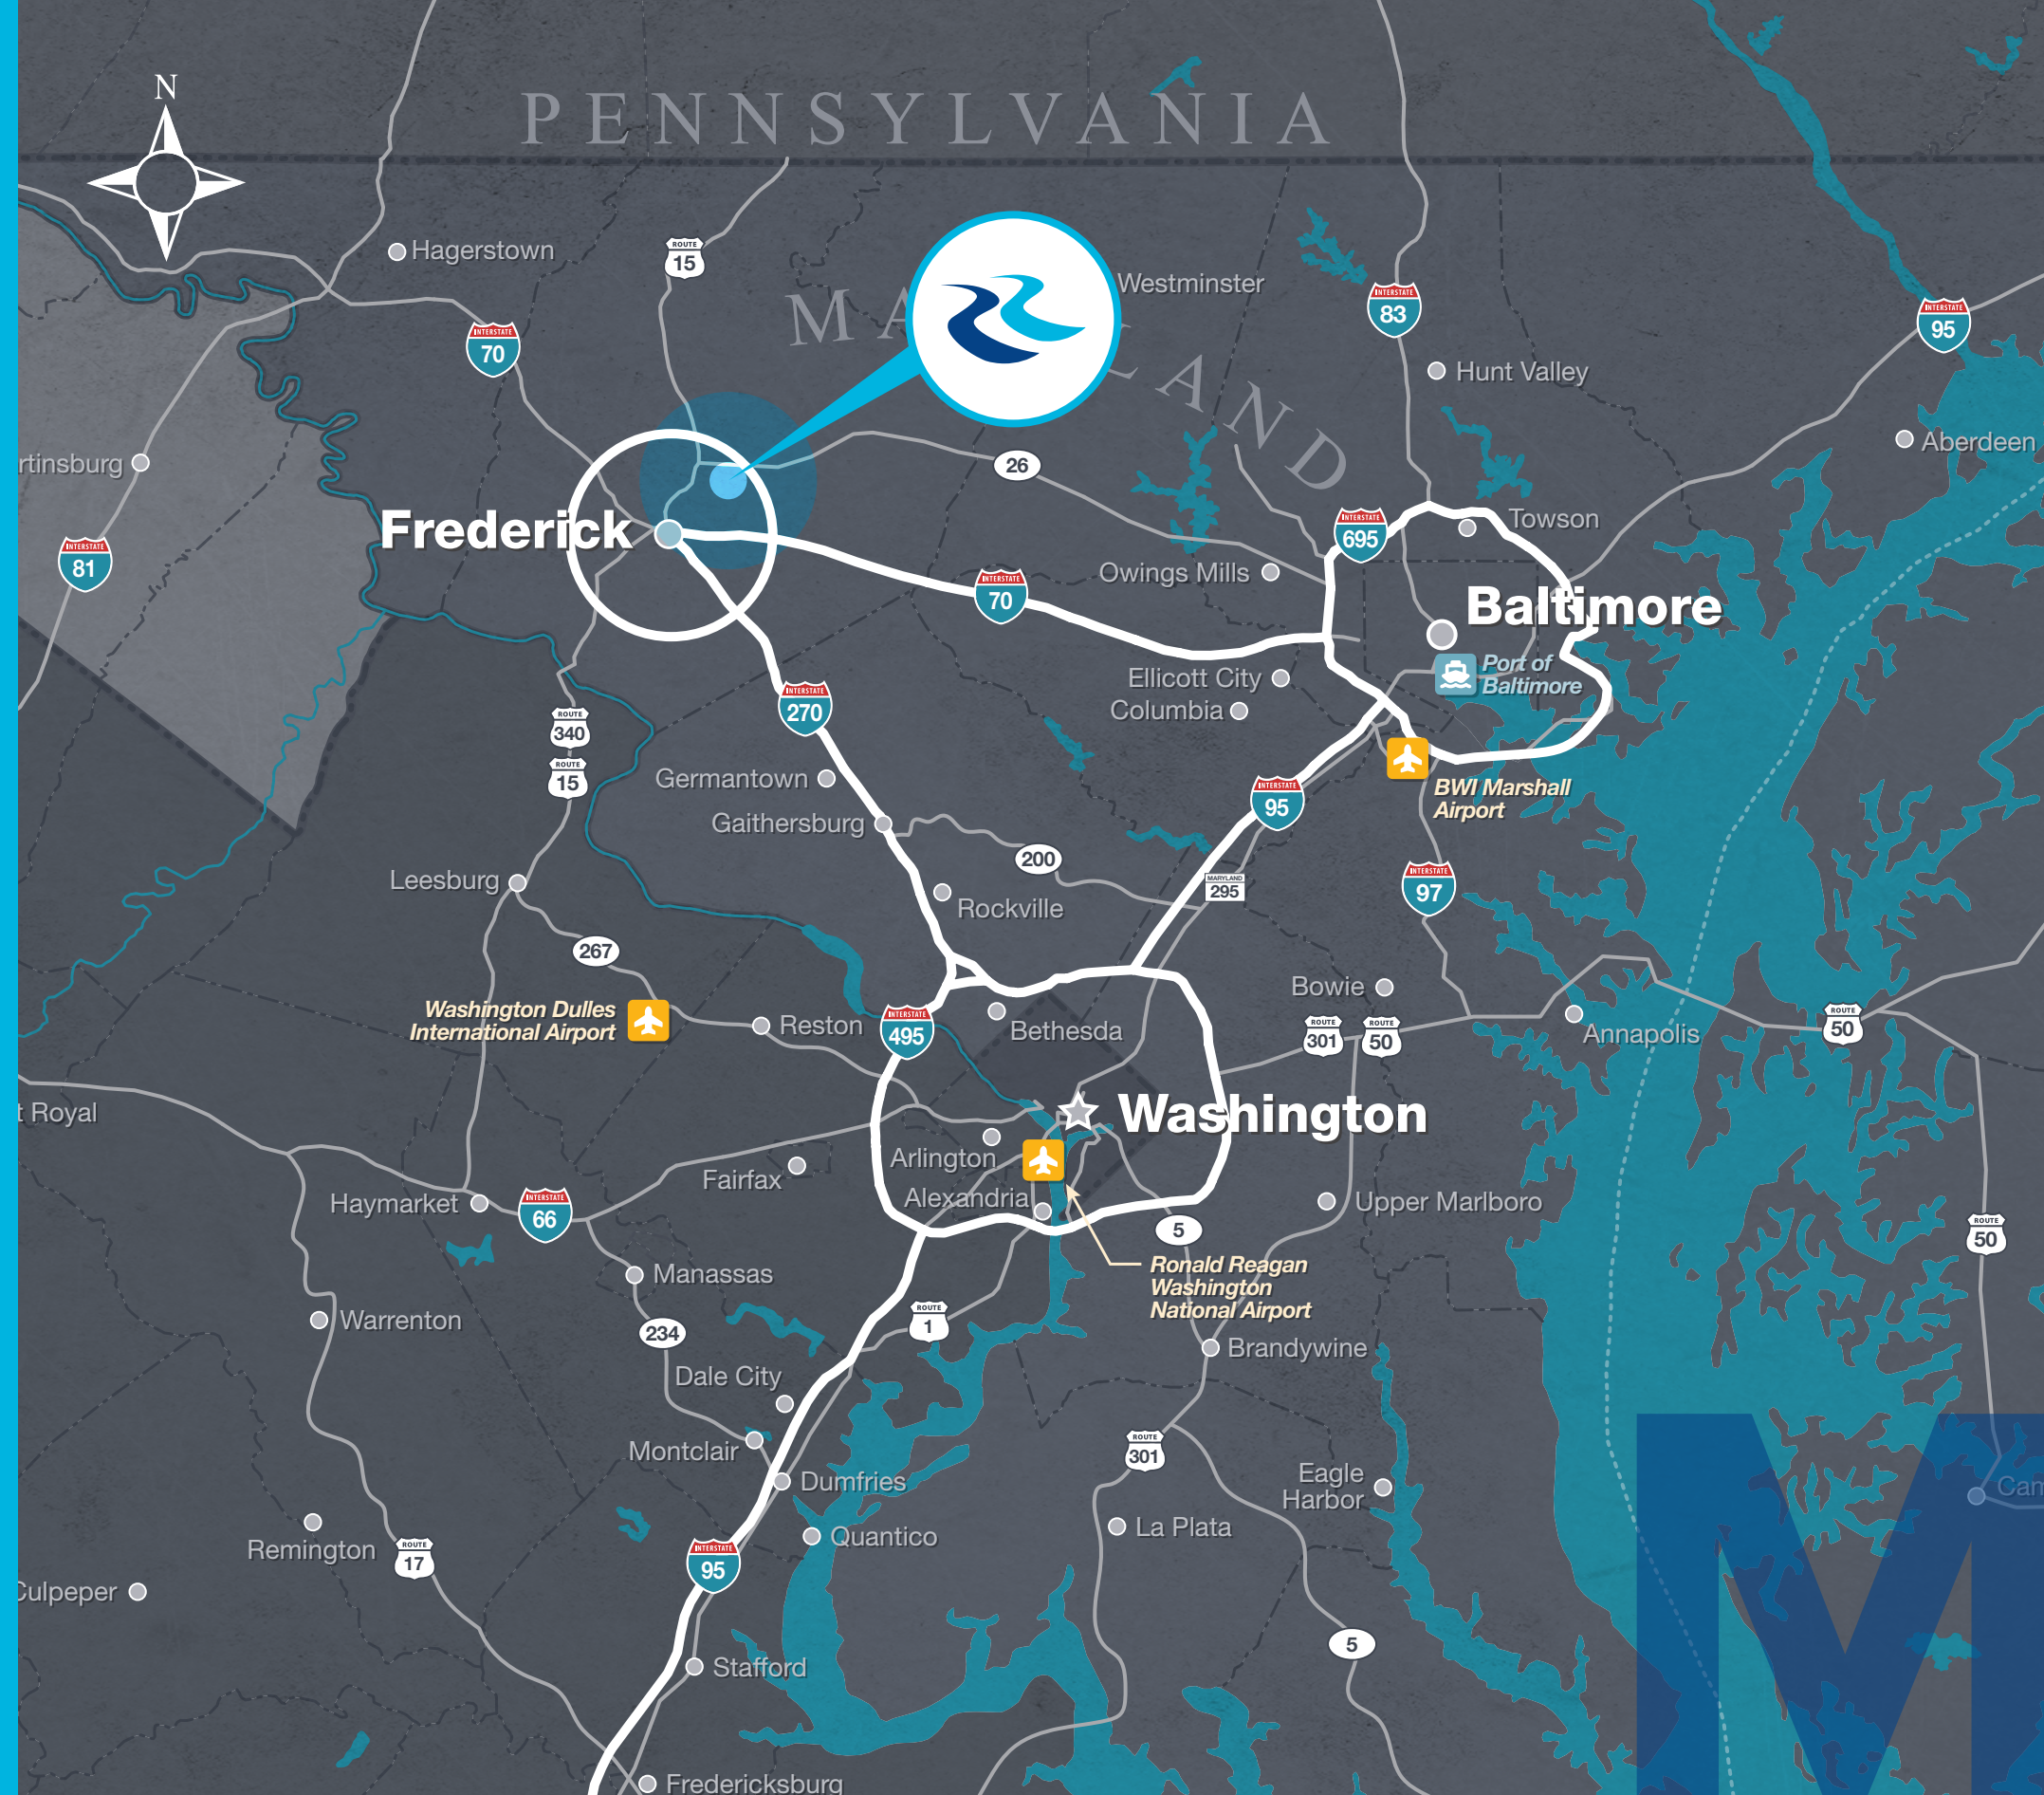 N
PENNSYLVANIA
Hagerstown
ROUTE
15
Westminster
INTERSTATE
83
INTERSTATE
95
INTERSTATE
70
Hunt Valley
Aberdeen
rtinsburg
26
Frederick
INTERSTATE
695
Towson
INTERSTATE
81
Owings Mills
INTERSTATE
70
Baltimore
Port of
Baltimore
Ellicott City
Columbia
INTERSTATE
270
ROUTE
340
ROUTE
15
Germantown
BWI Marshall
Airport
INTERSTATE
95
Gaithersburg
200
MARYLAND
295
INTERSTATE
97
Leesburg
Rockville
267
Bowie
Washington Dulles
International Airport
Reston
INTERSTATE
495
Bethesda
ROUTE
301
ROUTE
50
Annapolis
ROUTE
50
t Royal
Washington
Arlington
Fairfax
Alexandria
Haymarket
INTERSTATE
66
Upper Marlboro
5
ROUTE
50
Ronald Reagan
Washington
National Airport
Manassas
Warrenton
234
ROUTE
1
Brandywine
Dale City
Montclair
ROUTE
301
Dumfries
Eagle
Harbor
Cam
Remington
ROUTE
17
Quantico
La Plata
INTERSTATE
95
Culpeper
5
Stafford
Fredericksburg
M